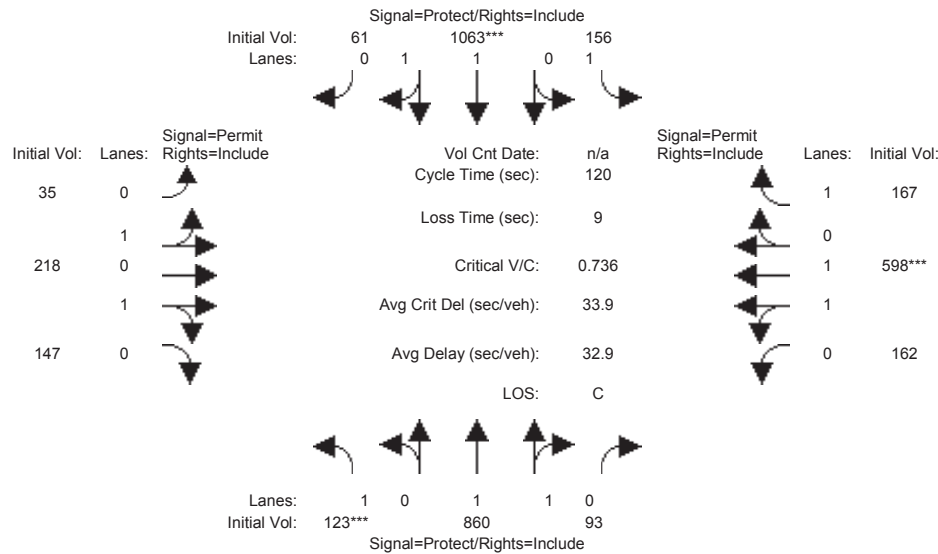 Signal=Protect/Rights=Include
Initial Vol: 61 1063*** 156
Lanes: 0 1 1 0 1
Signal=Permit
Initial Vol: Lanes: Rights=Include
Vol Cnt Date: n/a
Signal=Permit
Rights=Include Lanes: Initial Vol:
Cycle Time (sec): 120
35 0
1 167
Loss Time (sec): 9
1
0
218 0
Critical V/C: 0.736
1 598***
1
Avg Crit Del (sec/veh): 33.9
1
147 0
Avg Delay (sec/veh): 32.9
0 162
LOS: C
Lanes: 1 0 1 1 0
Initial Vol: 123*** 860 93
Signal=Protect/Rights=Include